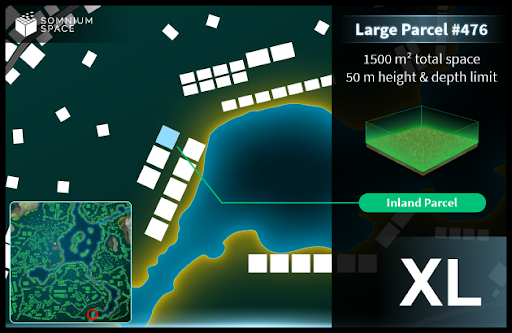 SOMNIUM
SPACE
Large Parcel #476
1500 m² total space
50 m height & depth limit
Inland Parcel
XL